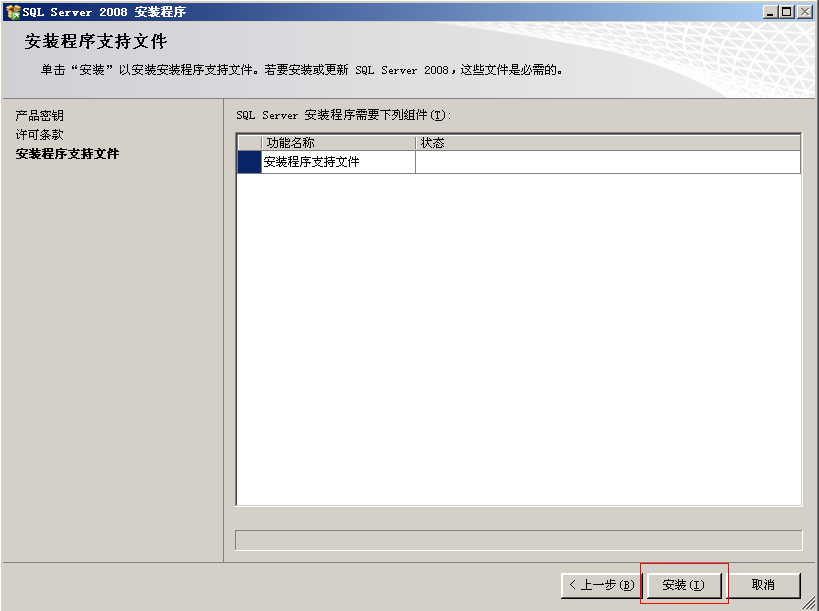 SQL Server 2008 安装程序
安装程序支持文件
单击“安装”以安装安装程序支持文件。若要安装或更新 SQL Server 2008，这些文件是必需的。
产品密钥
许可条款
安装程序支持文件
SQL Server 安装程序需要下列组件(T):
功能名称 状态
安装程序支持文件
< 上一步(B) 安装(I) 取消